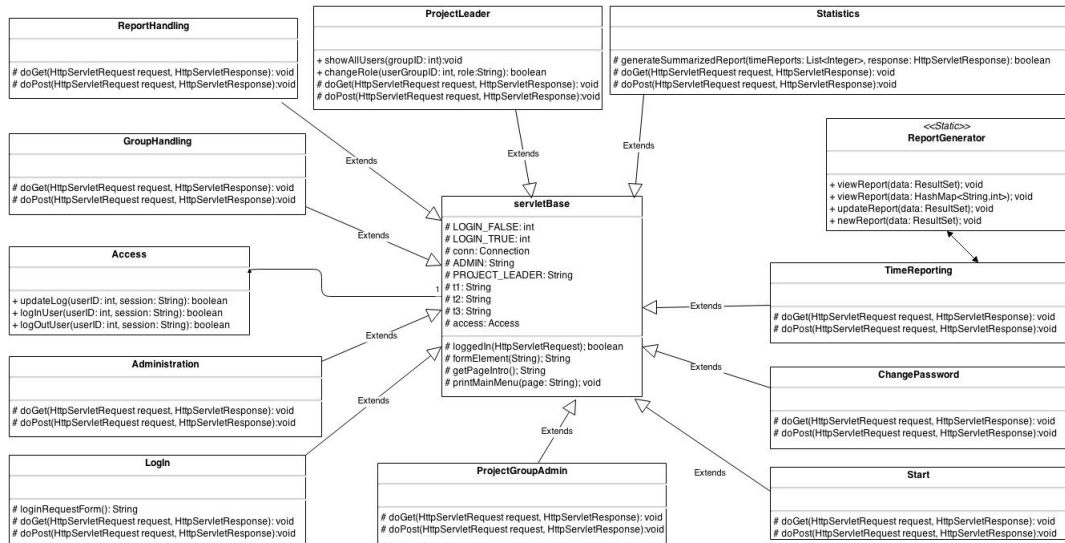 ReportHandling
# doGet(HttpServletRequest request, HttpServletResponse): void
# doPost(HttpServletRequest request, HttpServletResponse):void
ProjectLeader
+ showAllUsers(groupID: int):void
+ changeRole(userGroupID: int, role:String): boolean
# doGet(HttpServletRequest request, HttpServletResponse): void
# doPost(HttpServletRequest request, HttpServletResponse):void
Statistics
# generateSummarizedReport(timeReports: List<Integer>, response: HttpServletResponse): boolean
# doGet(HttpServletRequest request, HttpServletResponse): void
# doPost(HttpServletRequest request, HttpServletResponse):void
Extends
Extends
Extends
GroupHandling
# doGet(HttpServletRequest request, HttpServletResponse): void
# doPost(HttpServletRequest request, HttpServletResponse):void
Extends
<<Static>>
ReportGenerator
+ viewReport(data: ResultSet); void
+ viewReport(data: HashMap<String,int>); void
+ updateReport(data: ResultSet); void
+ newReport(data: ResultSet); void
servletBase
# LOGIN_FALSE: int
# LOGIN_TRUE: int
# conn: Connection
# ADMIN: String
# PROJECT_LEADER: String
# t1: String
# t2: String
# t3: String
# access: Access
# loggedIn(HttpServletRequest); boolean
# formElement(String); String
# getPageIntro(); String
# printMainMenu(page: String); void
Access
+ updateLog(userID: int, session: String): boolean
+ logInUser(userID: int, session: String): boolean
+ logOutUser(userID: int, session: String): boolean
1
TimeReporting
# doGet(HttpServletRequest request, HttpServletResponse): void
# doPost(HttpServletRequest request, HttpServletResponse):void
Extends
Administration
# doGet(HttpServletRequest request, HttpServletResponse): void
# doPost(HttpServletRequest request, HttpServletResponse):void
Extends
ChangePassword
# doGet(HttpServletRequest request, HttpServletResponse): void
# doPost(HttpServletRequest request, HttpServletResponse):void
Extends
LogIn
# loginRequestForm(): String
# doGet(HttpServletRequest request, HttpServletResponse): void
# doPost(HttpServletRequest request, HttpServletResponse):void
Extends
ProjectGroupAdmin
# doGet(HttpServletRequest request, HttpServletResponse): void
# doPost(HttpServletRequest request, HttpServletResponse):void
Extends
Start
# doGet(HttpServletRequest request, HttpServletResponse): void
# doPost(HttpServletRequest request, HttpServletResponse):void
Extends